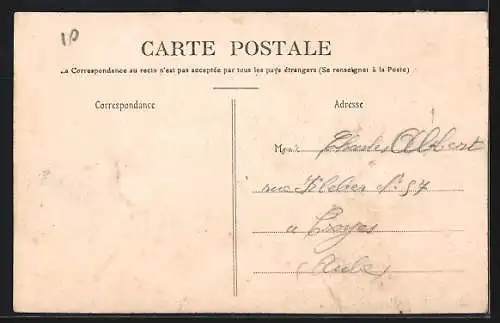 10
CARTE POSTALE
La Correspondance au recto n'est pas acceptée par tous les pays étrangers (Se renseigner à la Poste)
Correspondance
Adresse
M Charles Albert
rue Kléber N° 57
a Troyes
(Aube)